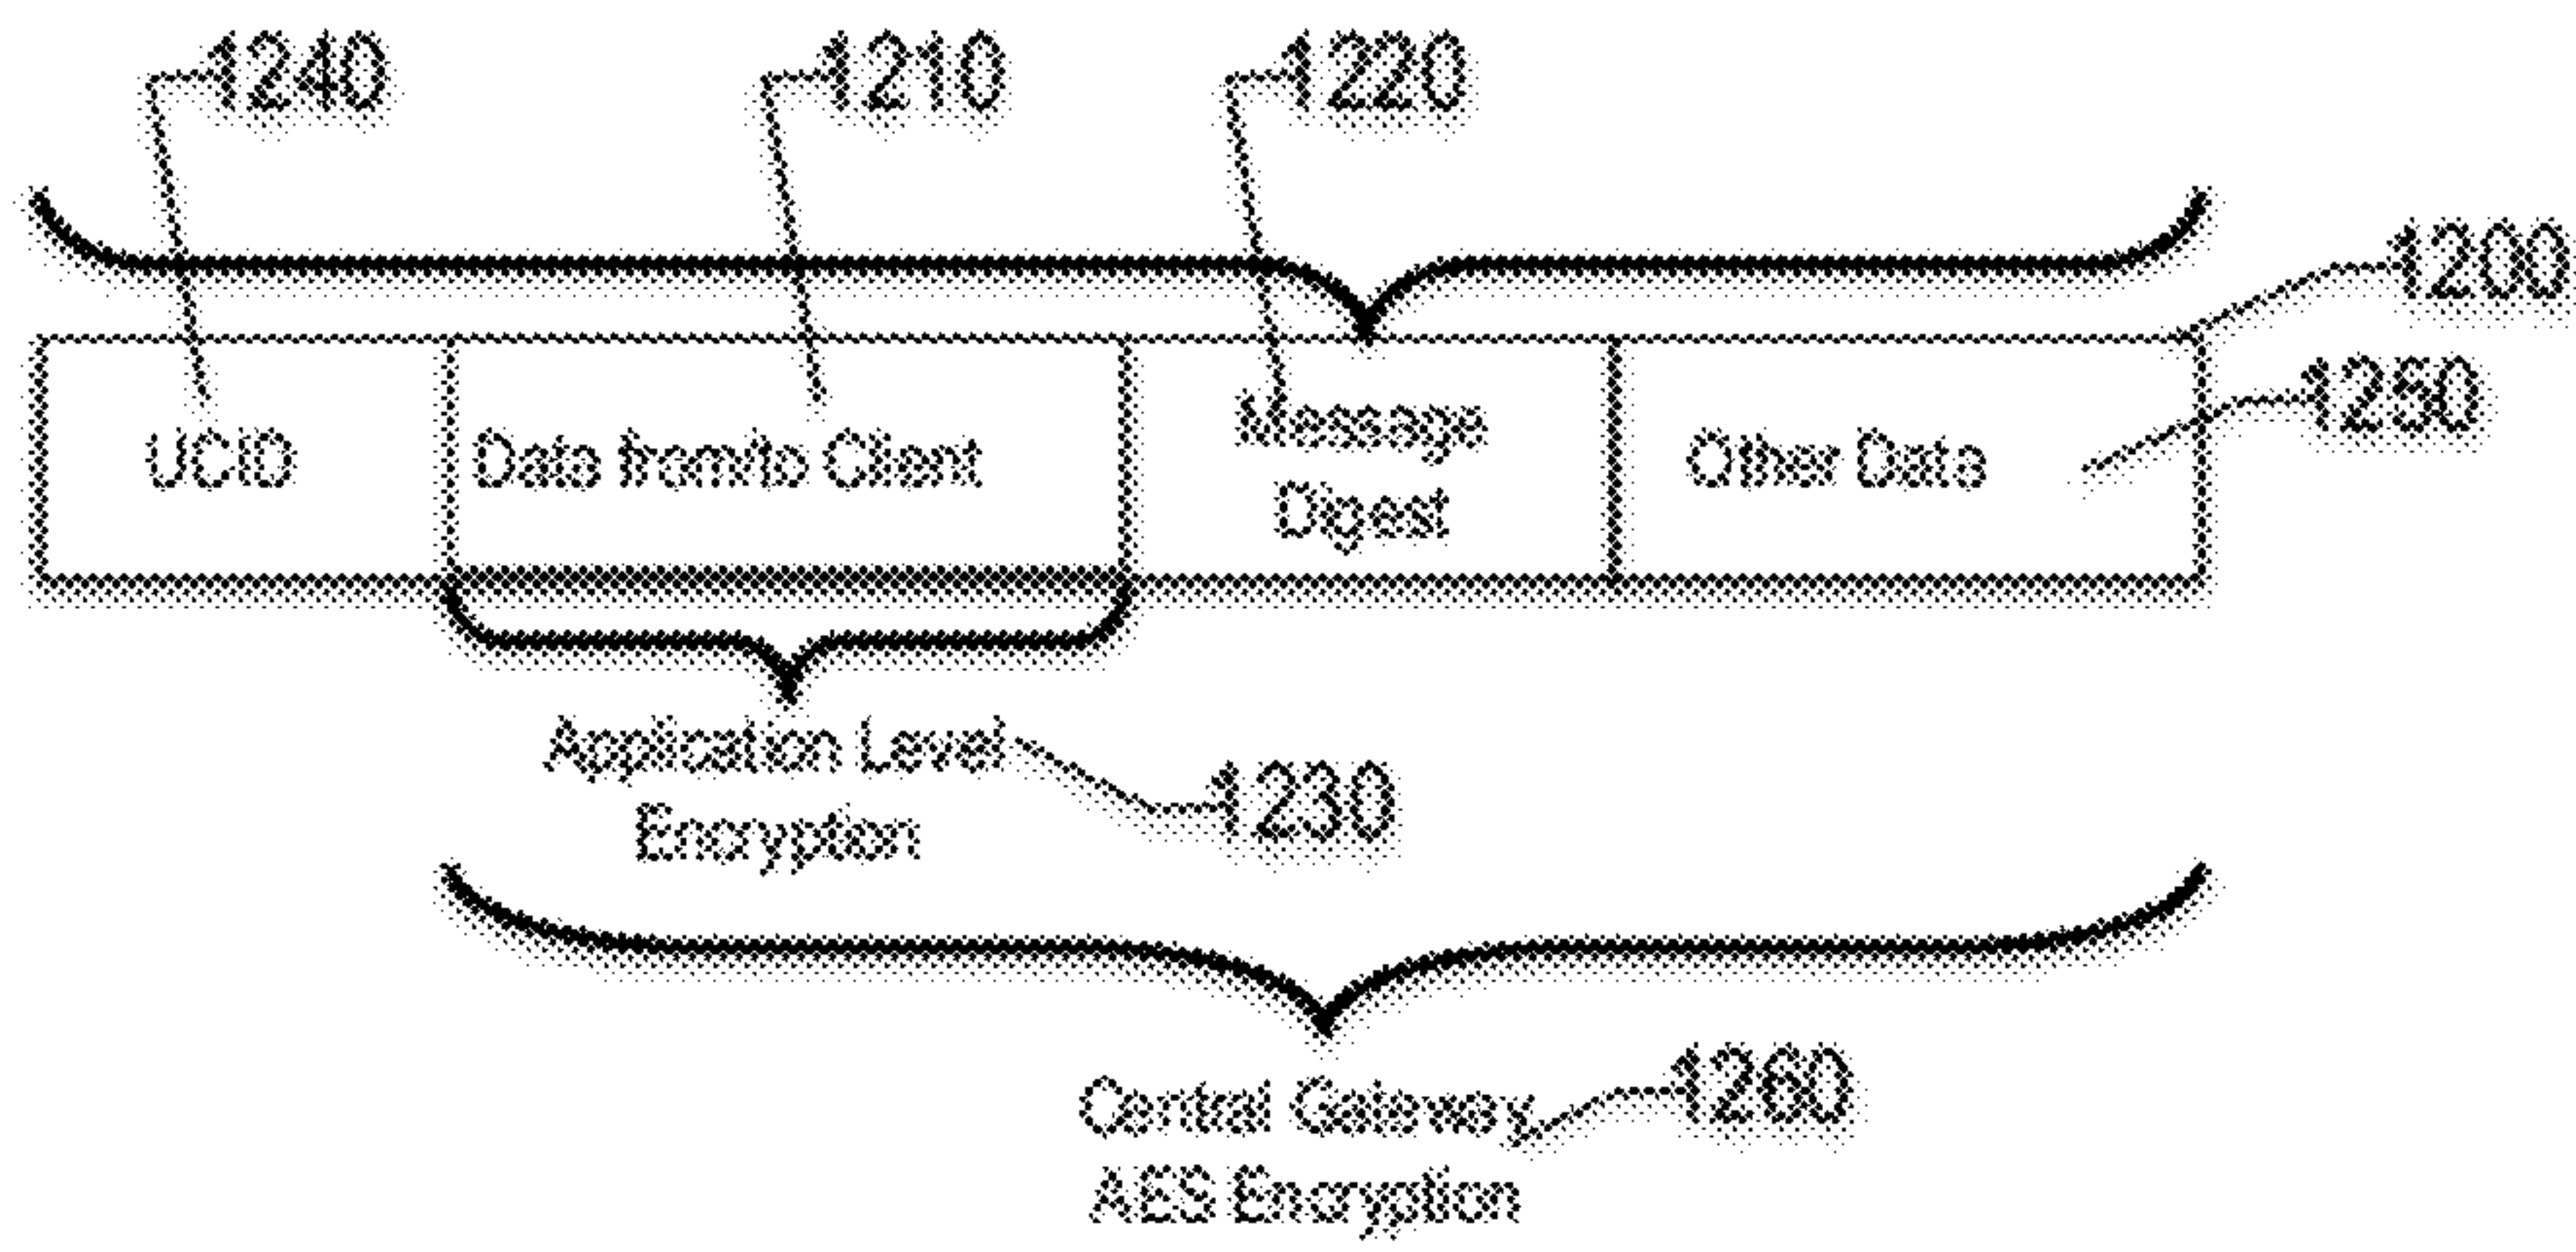 1240 1210 1220
1200
1250
UCID Data from/to Client Message Digest Other Data
Application Level
Encryption
1230
Central Gateway
AES Encryption
1260